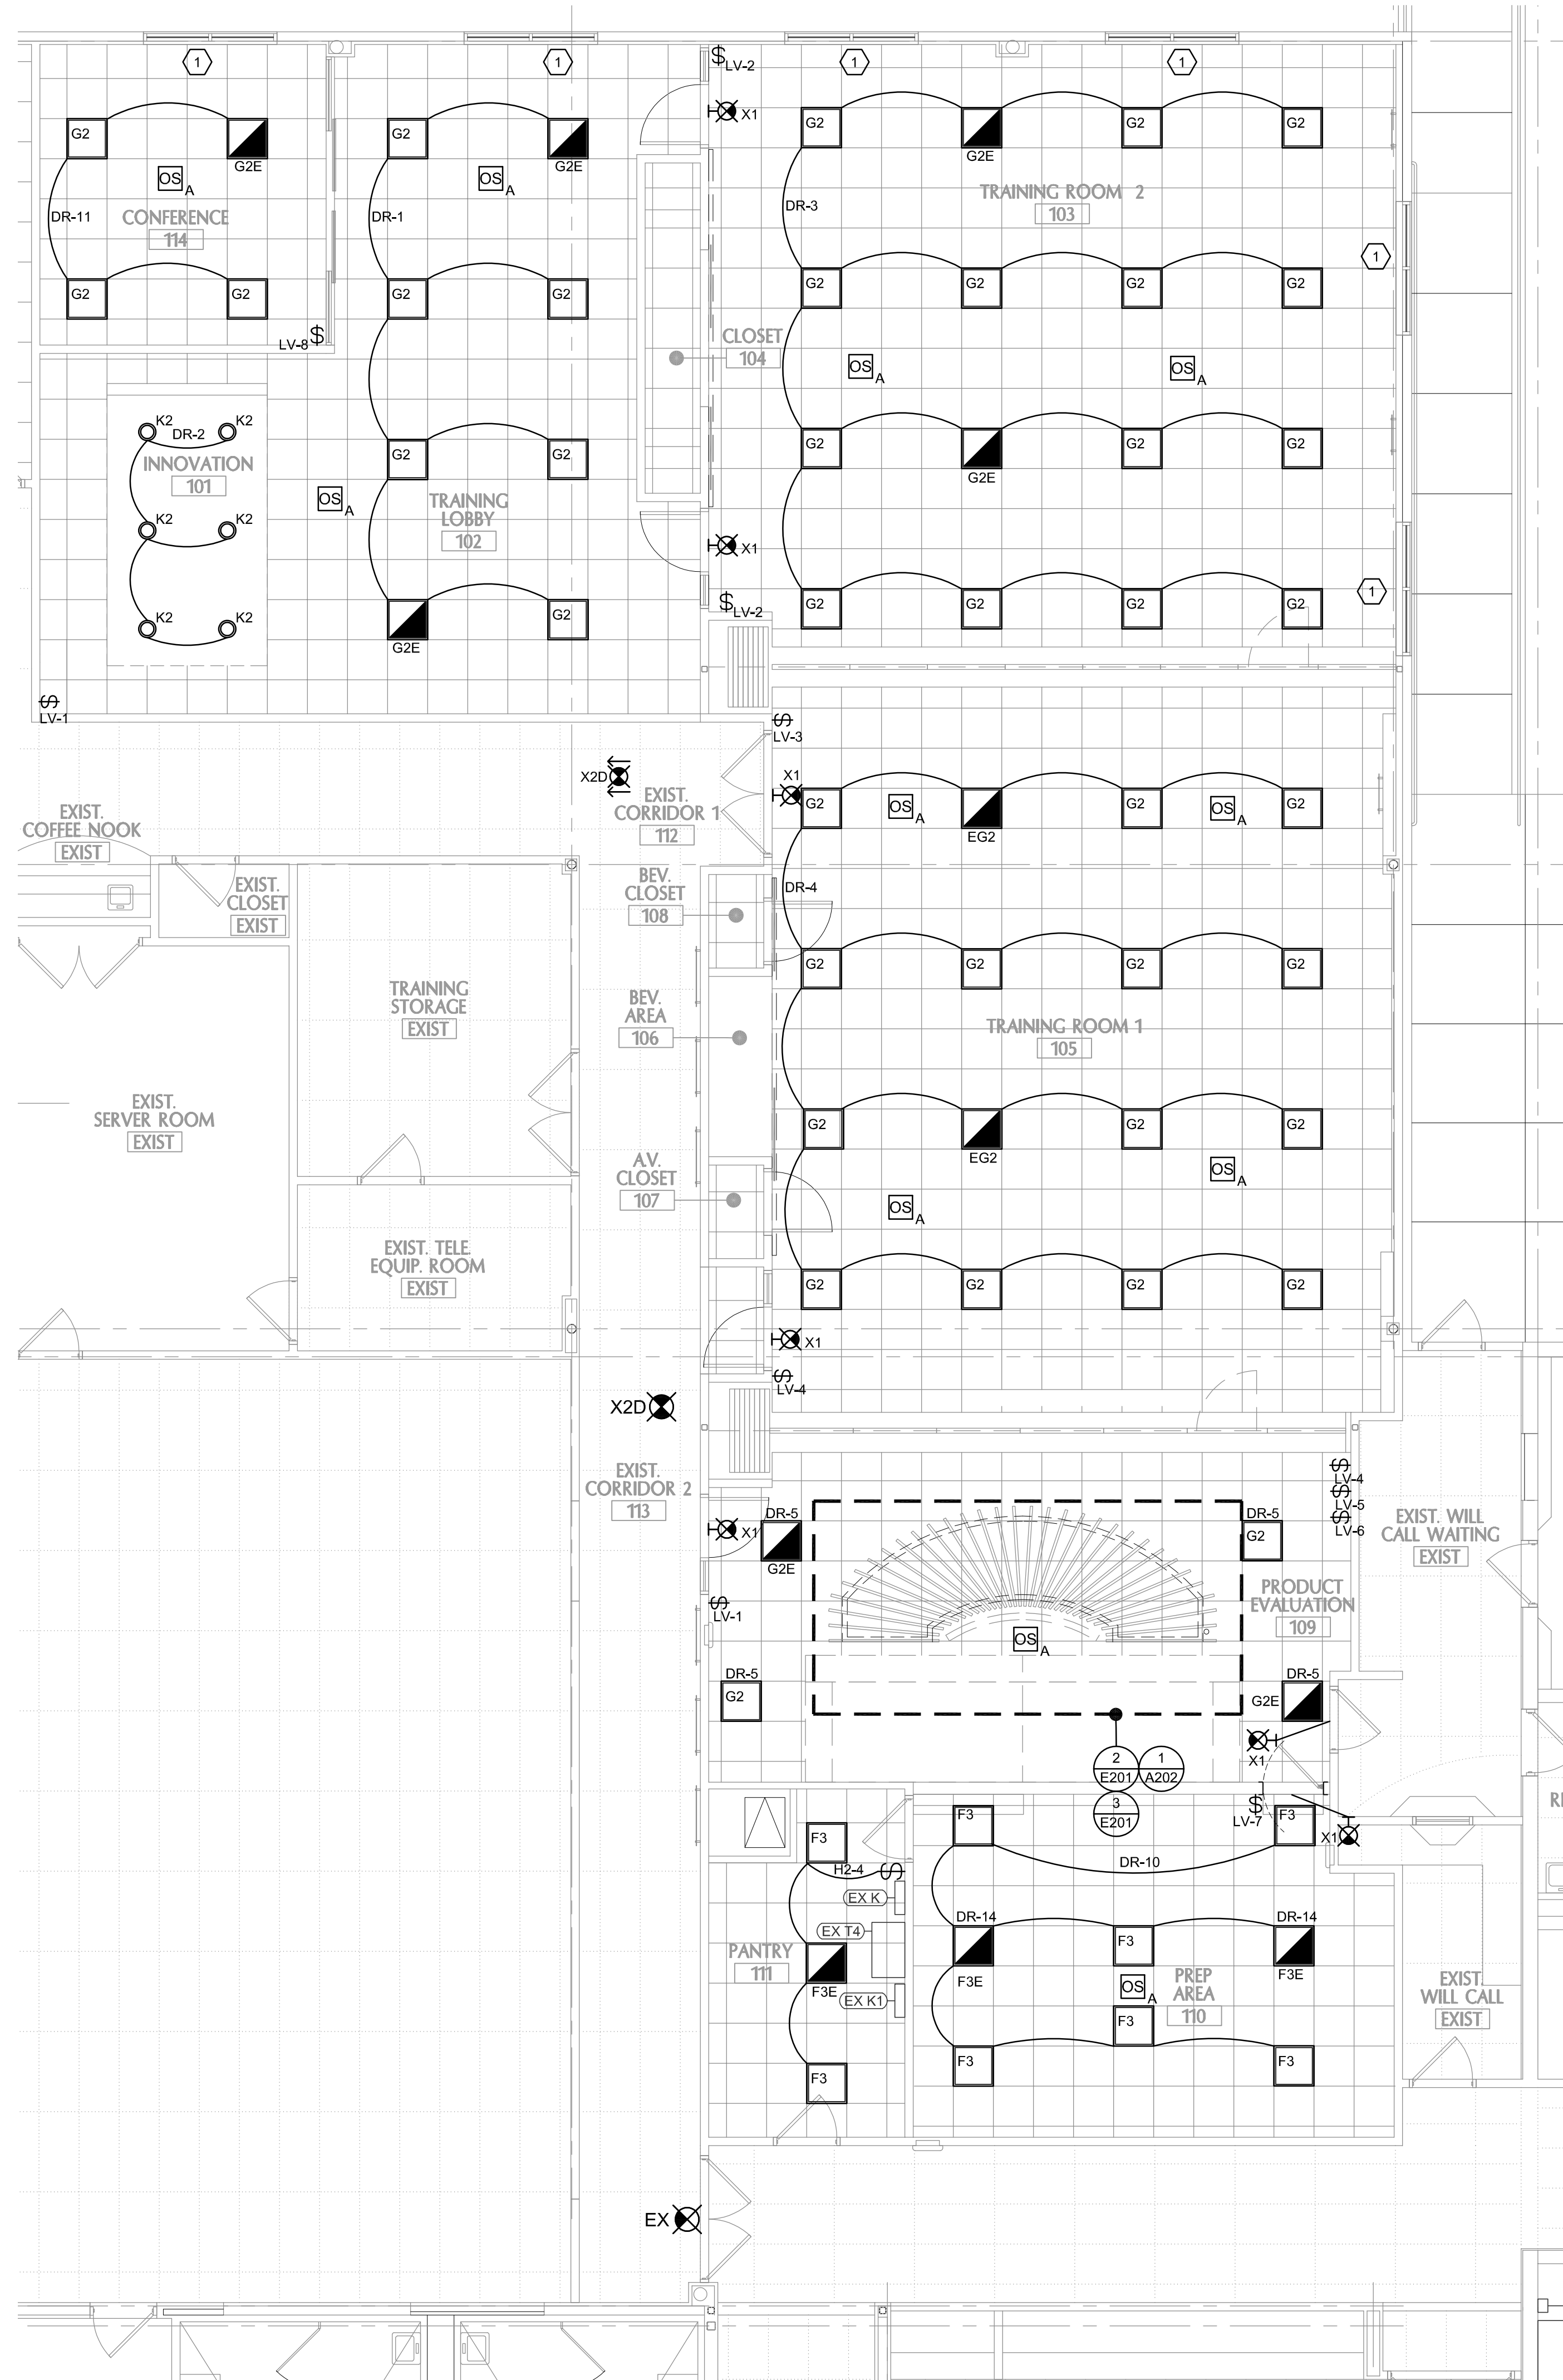 1
1
$ LV-2
1
1
X1
G2
G2E
G2
G2E
G2
G2E
G2
G2
OS A
OS A
TRAINING ROOM 2
103
DR-11
CONFERENCE
114
DR-1
DR-3
1
G2
G2
G2
G2
G2
G2
G2
G2
LV-8 $
CLOSET
104
OS A
OS A
K2
K2
DR-2
G2
G2
G2
G2E
G2
G2
INNOVATION
101
OS A
TRAINING
LOBBY
102
K2
K2
X1
1
$ LV-2
K2
K2
G2E
G2
G2
G2
G2
G2
$
LV-1
$
LV-3
X2D
X1
EXIST.
CORRIDOR 1
112
G2
OS A
EG2
G2
OS A
G2
EXIST.
COFFEE NOOK
EXIST
EXIST.
CLOSET
EXIST
BEV.
CLOSET
108
DR-4
G2
G2
G2
G2
TRAINING
STORAGE
EXIST
BEV.
AREA
106
TRAINING ROOM 1
105
EXIST.
SERVER ROOM
EXIST
G2
EG2
G2
G2
A.V.
CLOSET
107
OS A
OS A
EXIST. TELE.
EQUIP. ROOM
EXIST
G2
G2
G2
G2
X1
$
LV-4
X2D
EXIST.
CORRIDOR 2
113
$
LV-4
$
LV-5
$
LV-6
X1
DR-5
G2E
DR-5
G2
EXIST. WILL
CALL WAITING
EXIST
$
LV-1
PRODUCT
EVALUATION
109
OS A
DR-5
G2
DR-5
G2E
X1
2
E201
1
A202
3
E201
$
LV-7
F3
F3
F3
X1
DR-10
H2-4 $
EX K
EX T4
DR-14
F3E
F3
DR-14
F3E
PANTRY
111
F3E
EX K1
OS A
PREP
AREA
110
EXIST.
WILL CALL
EXIST
F3
F3
F3
F3
EX